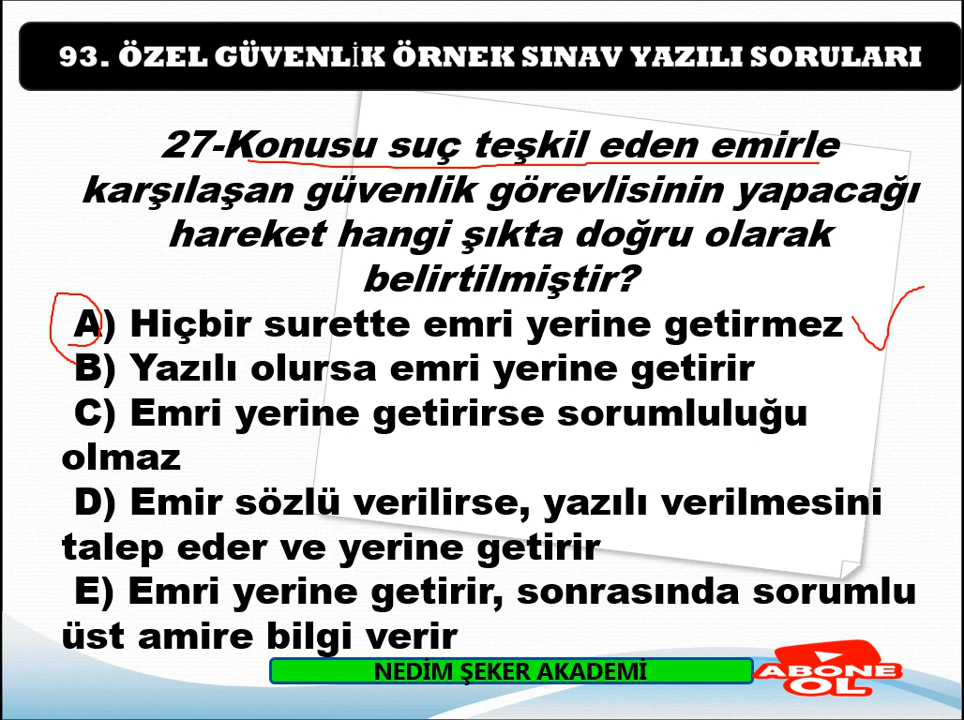 93. ÖZEL GÜVENLİK ÖRNEK SINAV YAZILI SORULARI
27-Konusu suç teşkil eden emirle
karşılaşan güvenlik görevlisinin yapacağı
hareket hangi şıkta doğru olarak
belirtilmiştir?
A) Hiçbir surette emri yerine getirmez
B) Yazılı olursa emri yerine getirir
C) Emri yerine getirirse sorumluluğu
olmaz
D) Emir sözlü verilirse, yazılı verilmesini
talep eder ve yerine getirir
E) Emri yerine getirir, sonrasında sorumlu
üst amire bilgi verir
NEDİM ŞEKER AKADEMİ
ABONE
OL